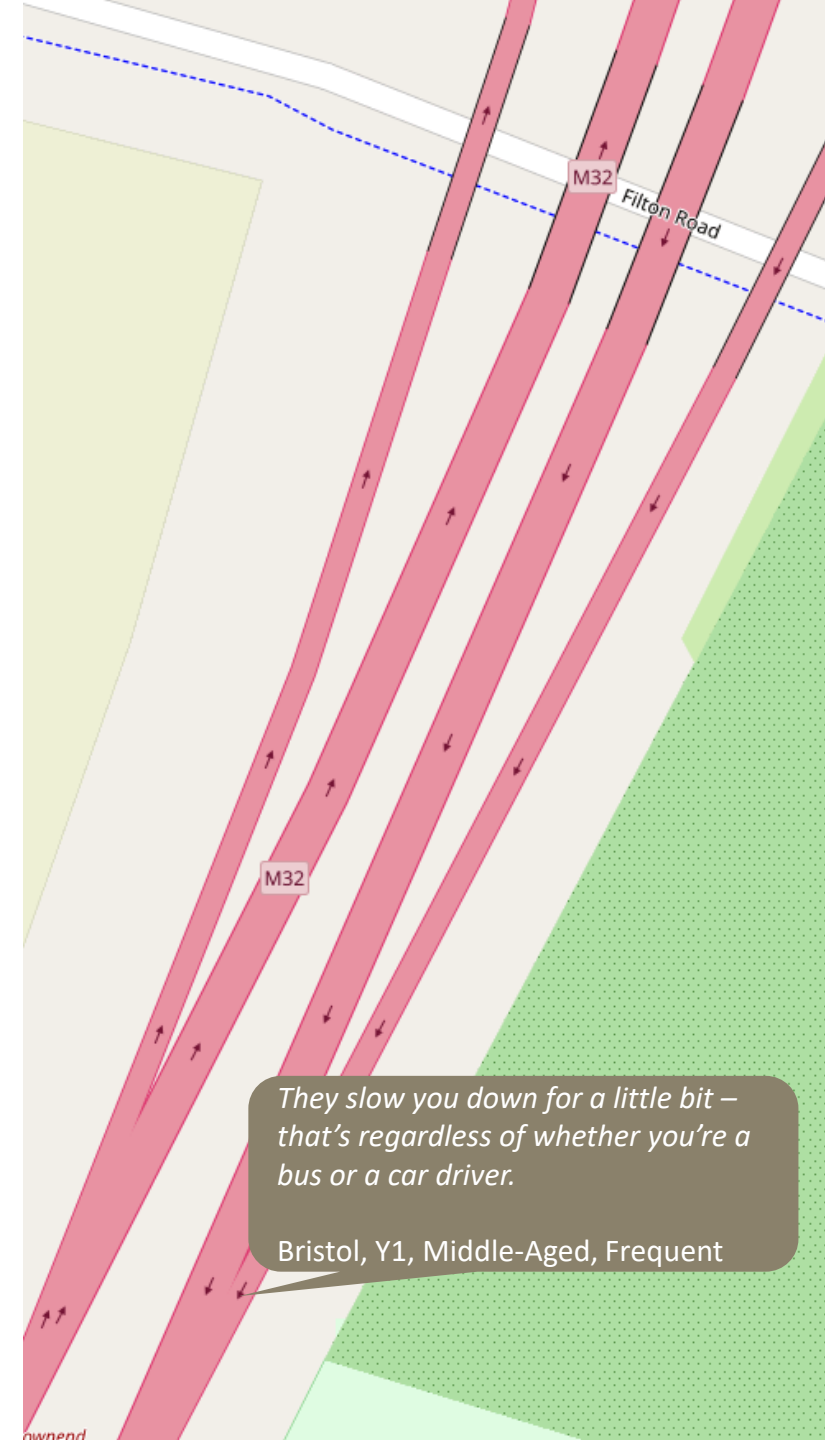 M32
Filton Road
M32
They slow you down for a little bit –
that’s regardless of whether you’re a
bus or a car driver.
Bristol, Y1, Middle-Aged, Frequent
ownend